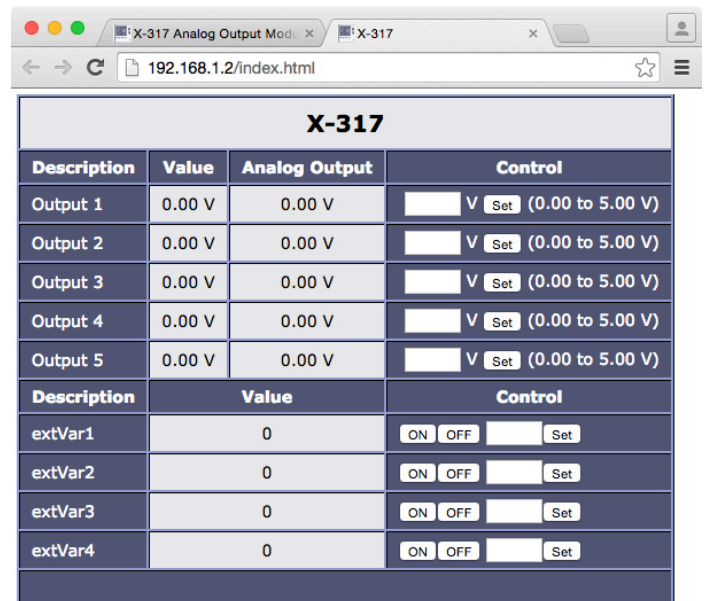 X-317 Analog Output Modu
X-317
192.168.1.2/index.html
X-317
Description Value Analog Output Control
Output 1 0.00 V 0.00 V V Set (0.00 to 5.00 V)
Output 2 0.00 V 0.00 V V Set (0.00 to 5.00 V)
Output 3 0.00 V 0.00 V V Set (0.00 to 5.00 V)
Output 4 0.00 V 0.00 V V Set (0.00 to 5.00 V)
Output 5 0.00 V 0.00 V V Set (0.00 to 5.00 V)
Description Value Control
extVar1 0 ON OFF Set
extVar2 0 ON OFF Set
extVar3 0 ON OFF Set
extVar4 0 ON OFF Set